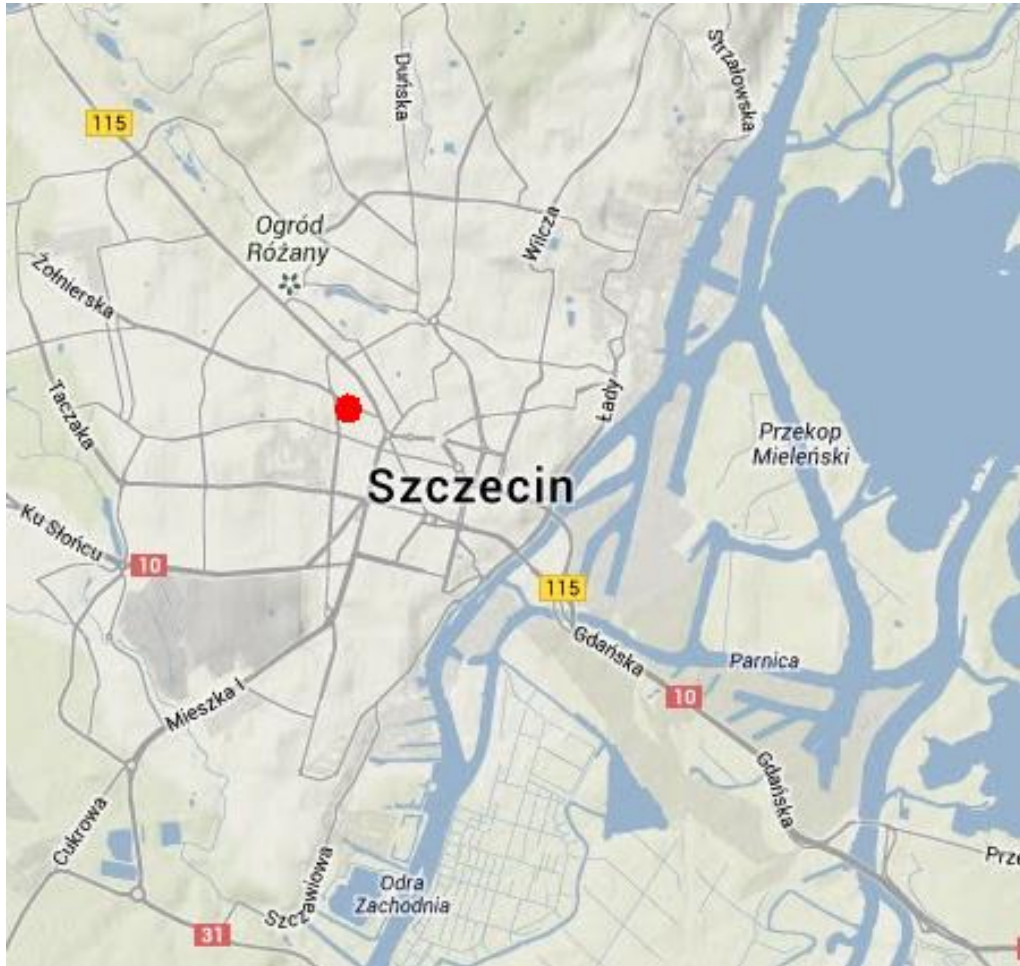 Duńska
Strzałowska
115
Ogród
Różany
Wilcza
Żołnierska
Taczaka
Łady
Przekop
Mieleński
Szczecin
Ku Słońcu
10
115
Gdańska
Parnica
Mieszka I
10
Gdańska
Cukrowa
Prze
Odra
Zachodnia
Szczawiowa
31